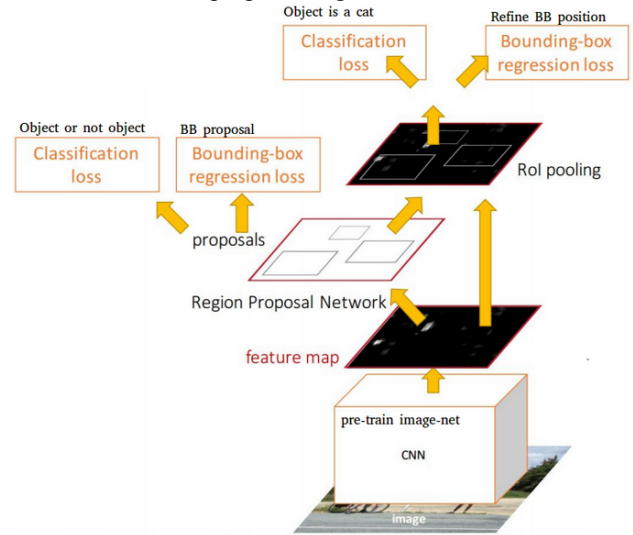 Object is a cat
Classification
loss
Refine BB position
Bounding-box
regression loss
Object or not object
Classification
loss
BB proposal
Bounding-box
regression loss
RoI pooling
proposals
Region Proposal Network
feature map
pre-train image-net
CNN
image